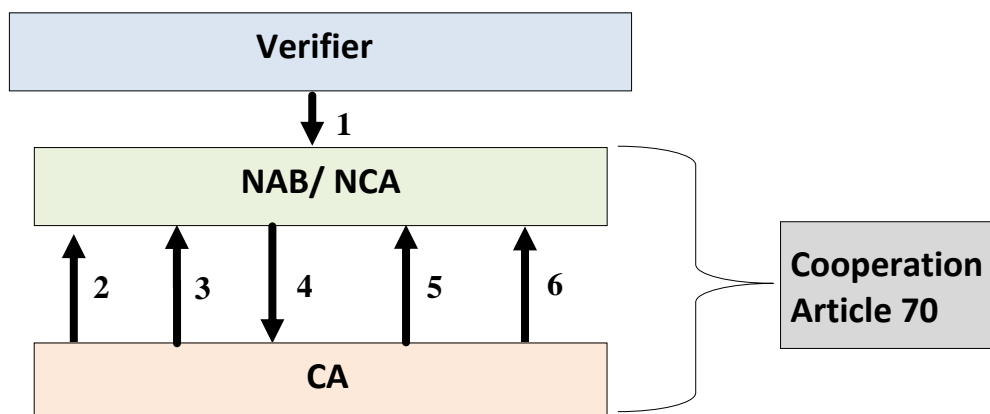 Verifier
1
NAB/ NCA
2 3 4 5 6
Cooperation
Article 70
CA